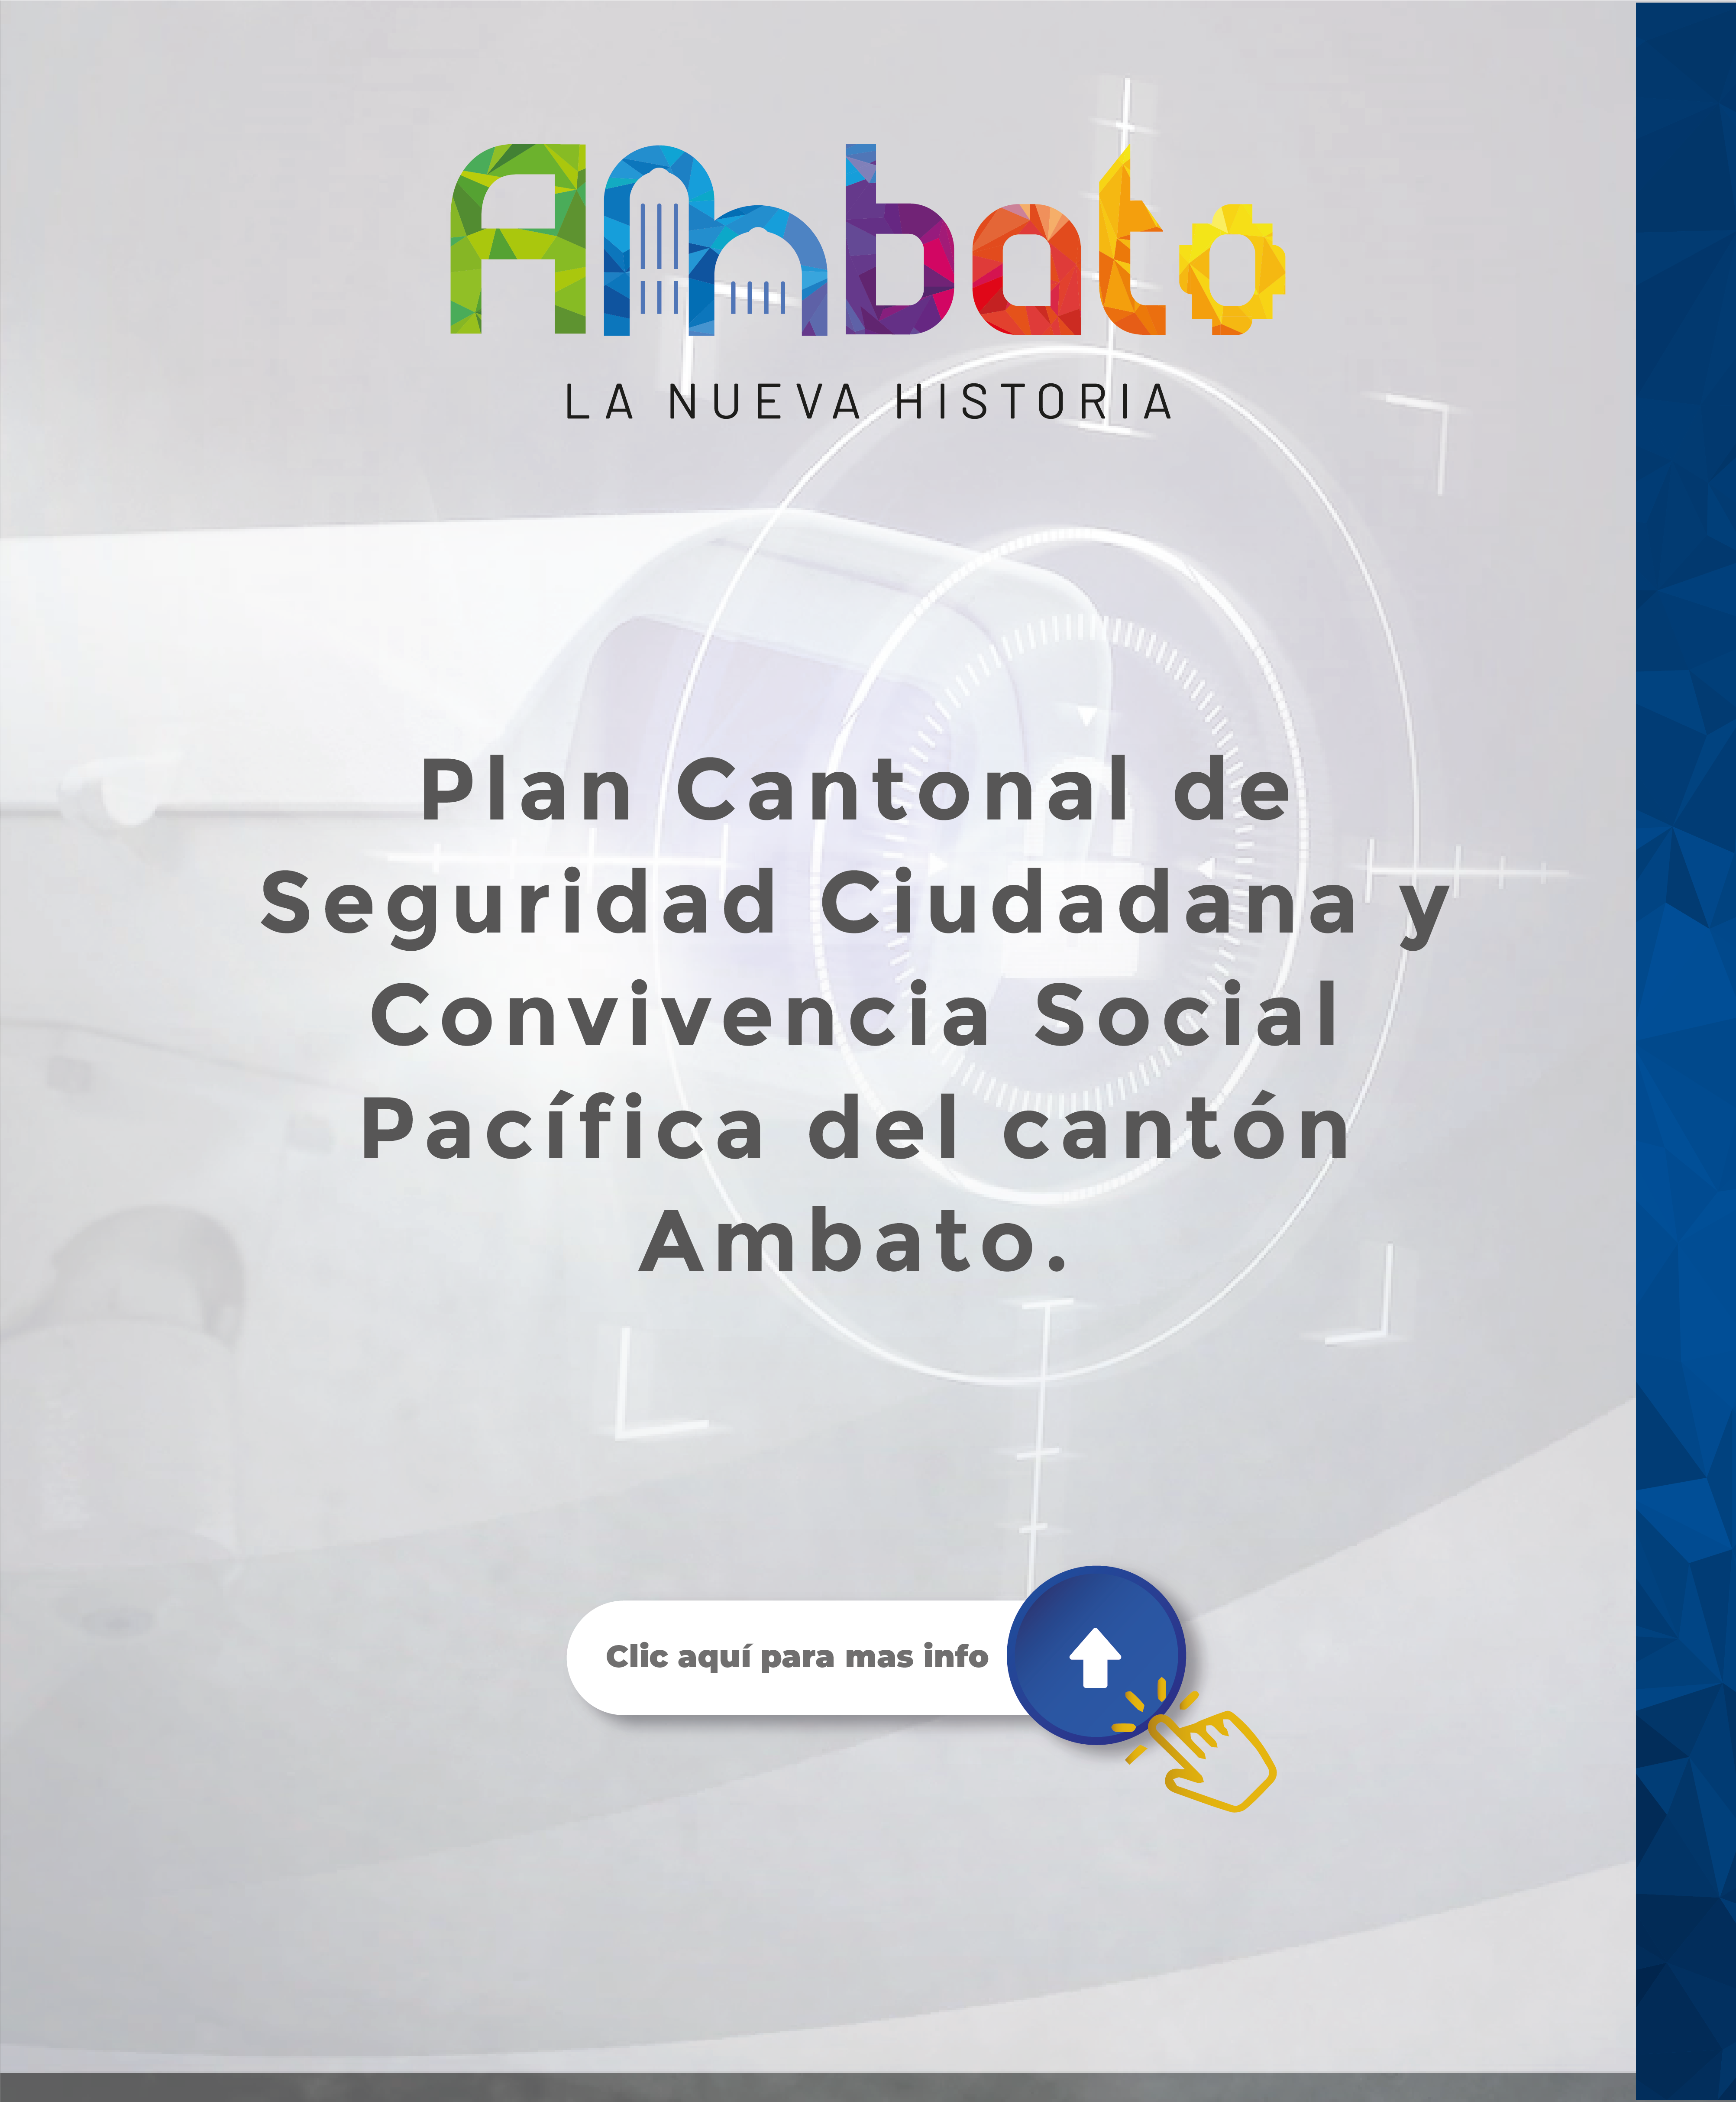 Ambato
LA NUEVA HISTORIA
Plan Cantonal de
Seguridad Ciudadana y
Convivencia Social
Pacífica del cantón
Ambato.
Clic aquí para mas info